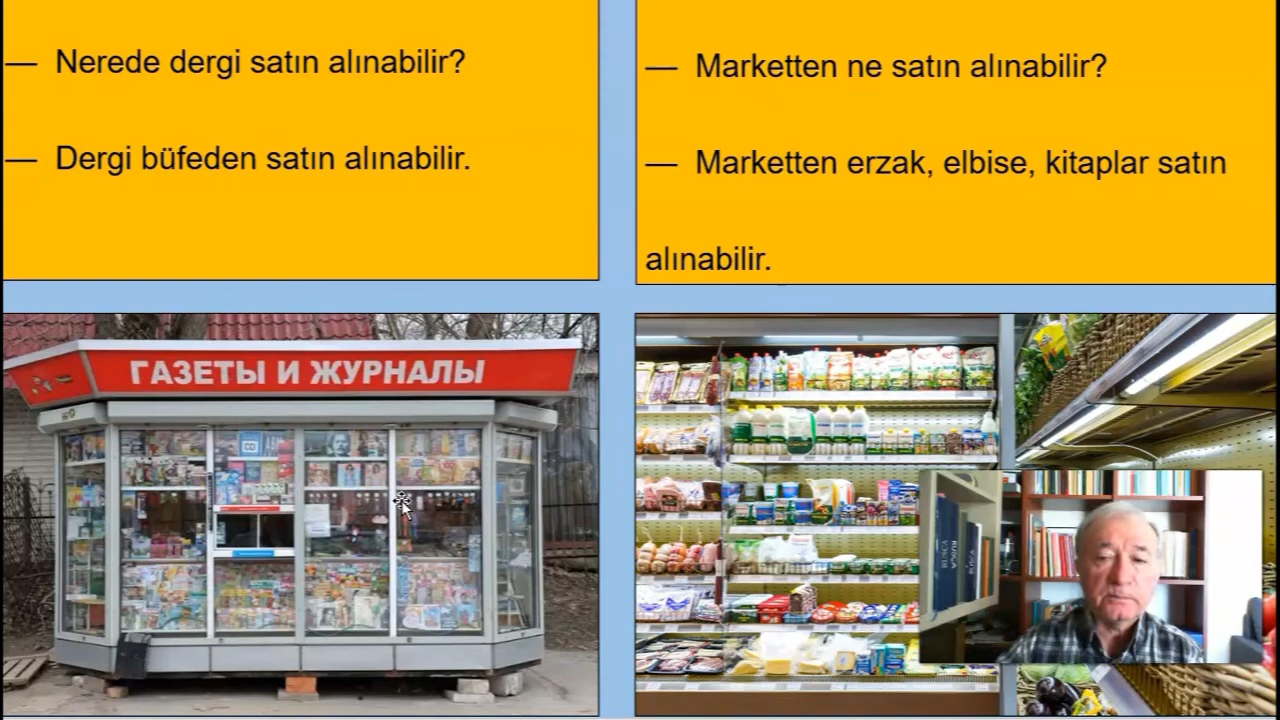 — Nerede dergi satın alınabilir?
— Dergi büfeden satın alınabilir.
— Marketten ne satın alınabilir?
— Marketten erzak, elbise, kitaplar satın
alınabilir.
ГАЗЕТЫ И ЖУРНАЛЫ